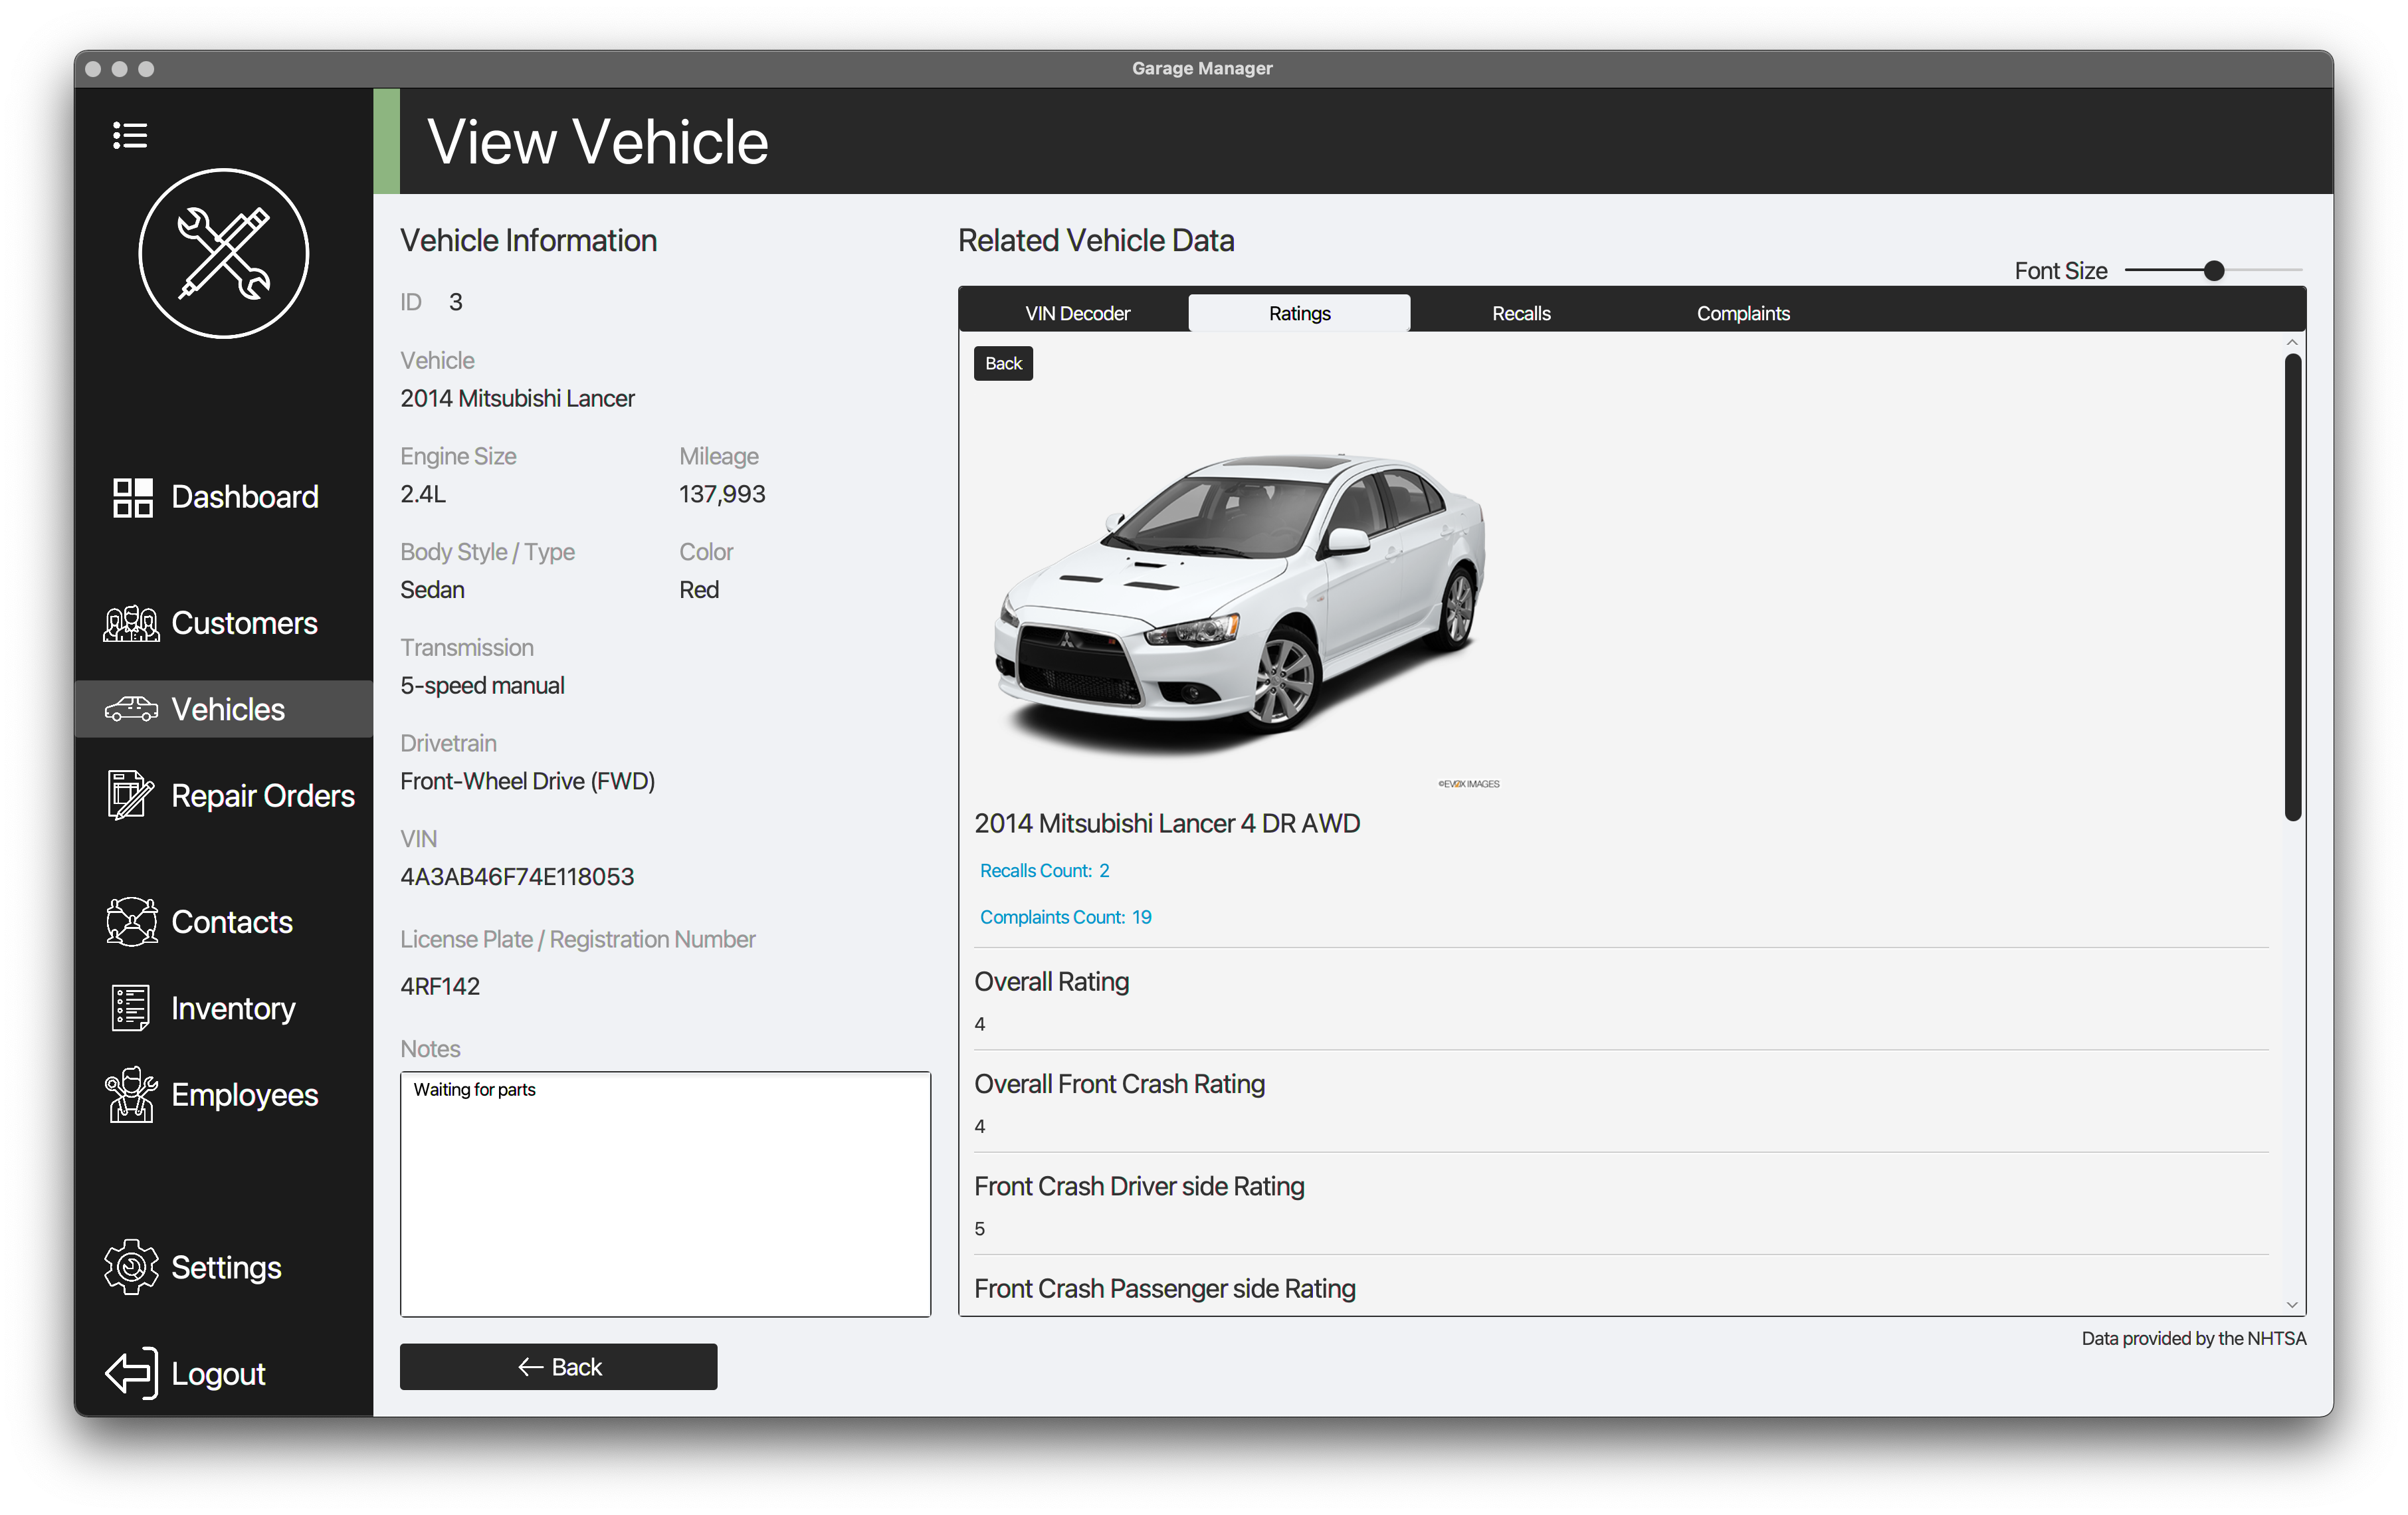 Garage Manager
View Vehicle
Dashboard
Customers
Vehicles
Repair Orders
Contacts
Inventory
Employees
Settings
Logout
Vehicle Information
ID 3
Vehicle
2014 Mitsubishi Lancer
Engine Size Mileage
2.4L 137,993
Body Style / Type Color
Sedan Red
Transmission
5-speed manual
Drivetrain
Front-Wheel Drive (FWD)
VIN
4A3AB46F74E118053
License Plate / Registration Number
4RF142
Notes
Waiting for parts
← Back
Related Vehicle Data
Font Size
VIN Decoder Ratings Recalls Complaints
Back
©EVOX IMAGES
2014 Mitsubishi Lancer 4 DR AWD
Recalls Count: 2
Complaints Count: 19
Overall Rating
4
Overall Front Crash Rating
4
Front Crash Driver side Rating
5
Front Crash Passenger side Rating
Data provided by the NHTSA